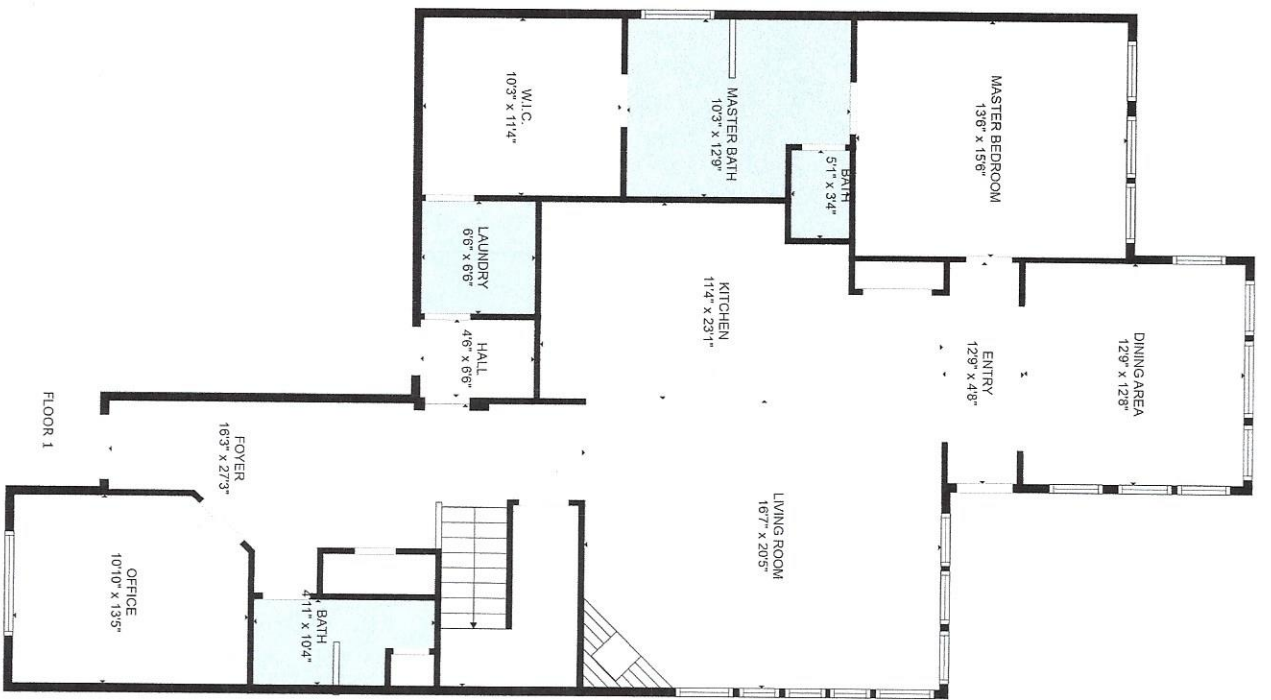 MASTER BEDROOM
13'6" x 15'6"
DINING AREA
12'9" x 12'8"
ENTRY
12'9" x 4'8"
BATH
5'1" x 3'4"
MASTER BATH
10'3" x 12'9"
W.I.C.
10'3" x 11'4"
LAUNDRY
6'6" x 6'6"
HALL
4'6" x 6'6"
KITCHEN
11'4" x 23'1"
LIVING ROOM
16'7" x 20'5"
FOYER
16'3" x 27'3"
BATH
4'11" x 10'4"
OFFICE
10'10" x 13'5"
FLOOR 1